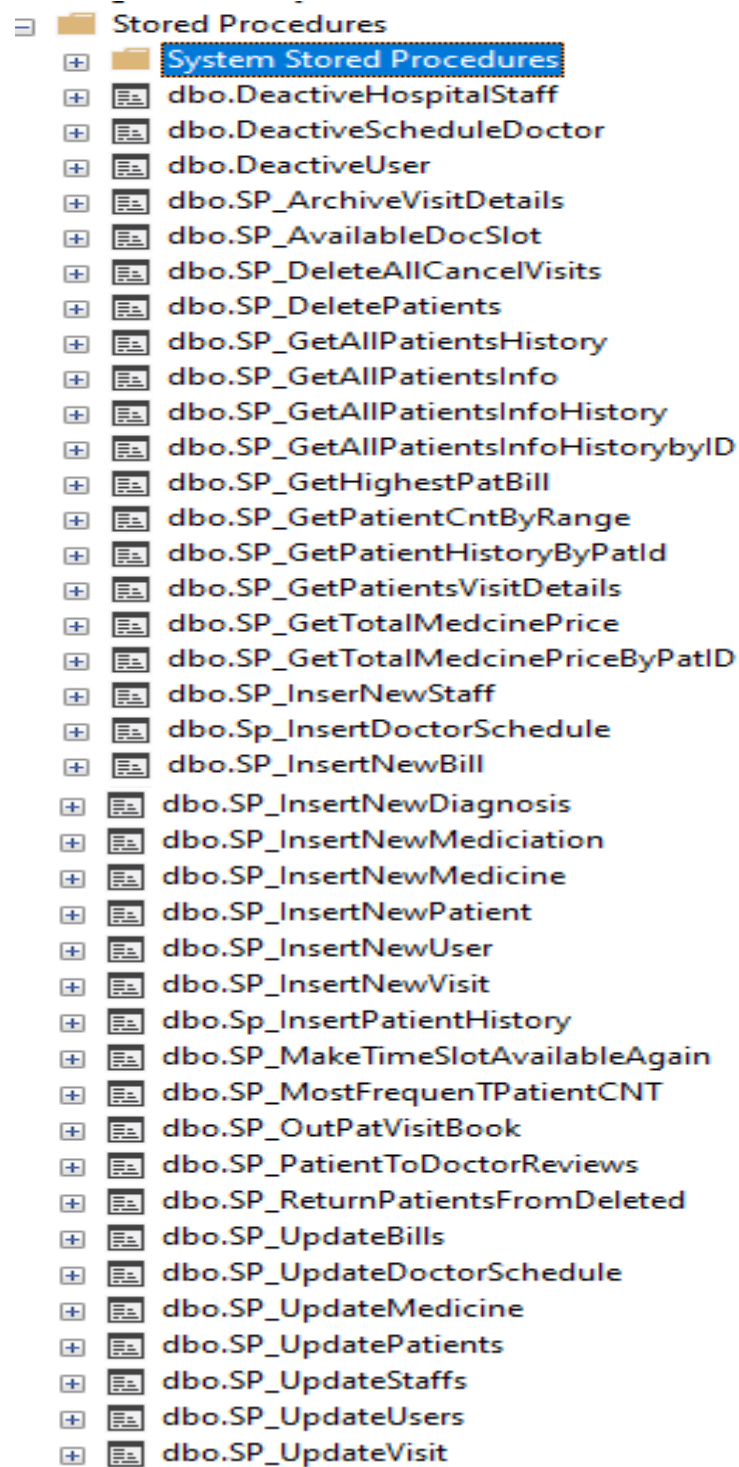 Stored Procedures
System Stored Procedures
dbo.DeactiveHospitalStaff
dbo.DeactiveScheduleDoctor
dbo.DeactiveUser
dbo.SP_ArchiveVisitDetails
dbo.SP_AvailableDocSlot
dbo.SP_DeleteAllCancelVisits
dbo.SP_DeletePatients
dbo.SP_GetAllPatientsHistory
dbo.SP_GetAllPatientsInfo
dbo.SP_GetAllPatientsInfoHistory
dbo.SP_GetAllPatientsInfoHistorybyID
dbo.SP_GetHighestPatBill
dbo.SP_GetPatientCntByRange
dbo.SP_GetPatientHistoryByPatId
dbo.SP_GetPatientsVisitDetails
dbo.SP_GetTotalMedcinePrice
dbo.SP_GetTotalMedcinePriceByPatID
dbo.SP_InserNewStaff
dbo.Sp_InsertDoctorSchedule
dbo.SP_InsertNewBill
dbo.SP_InsertNewDiagnosis
dbo.SP_InsertNewMediciation
dbo.SP_InsertNewMedicine
dbo.SP_InsertNewPatient
dbo.SP_InsertNewUser
dbo.SP_InsertNewVisit
dbo.Sp_InsertPatientHistory
dbo.SP_MakeTimeSlotAvailableAgain
dbo.SP_MostFrequenTPatientCNT
dbo.SP_OutPatVisitBook
dbo.SP_PatientToDoctorReviews
dbo.SP_ReturnPatientsFromDeleted
dbo.SP_UpdateBills
dbo.SP_UpdateDoctorSchedule
dbo.SP_UpdateMedicine
dbo.SP_UpdatePatients
dbo.SP_UpdateStaffs
dbo.SP_UpdateUsers
dbo.SP_UpdateVisit